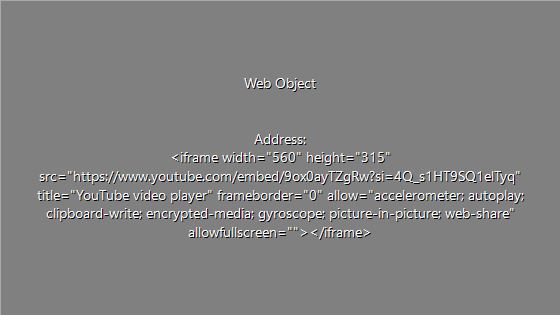 Web Object
Address:
<iframe width="560" height="315"
src="https://www.youtube.com/embed/9ox0ayTZgRw?si=4Q_s1HT9SQ1elTyq"
title="YouTube video player" frameborder="0" allow="accelerometer; autoplay;
clipboard-write; encrypted-media; gyroscope; picture-in-picture; web-share"
allowfullscreen=""></iframe>